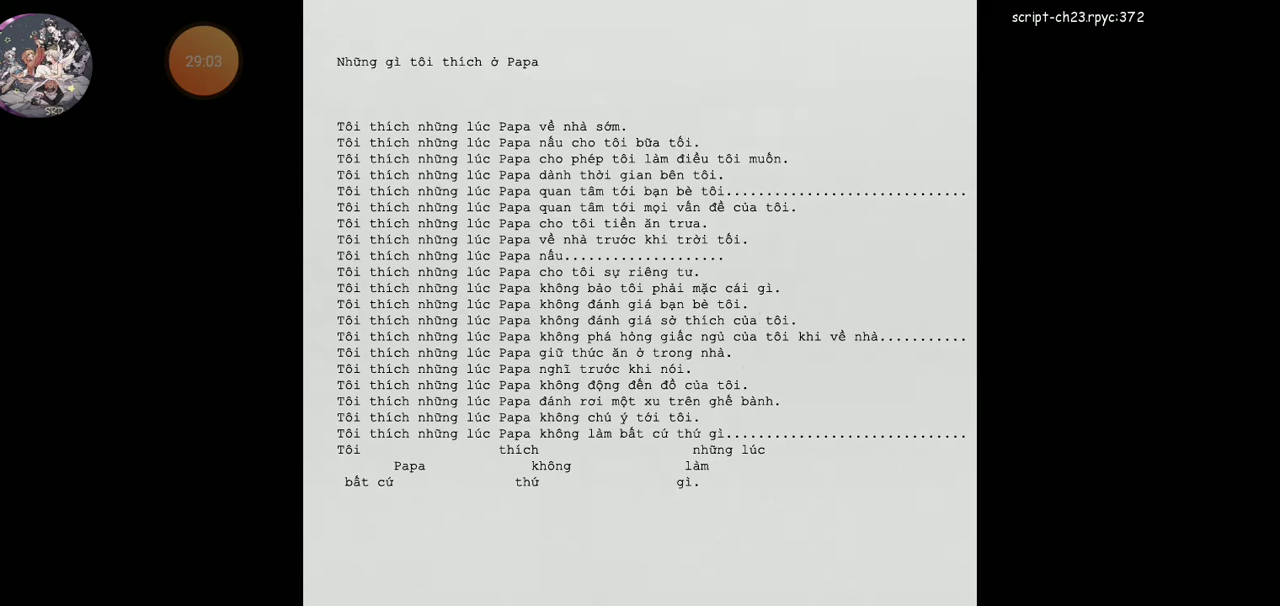 29:03
script-ch23.rpyc:372
Những gì tôi thích ở Papa
Tôi thích những lúc Papa về nhà sớm.
Tôi thích những lúc Papa nấu cho tôi bữa tối.
Tôi thích những lúc Papa cho phép tôi làm điều tôi muốn.
Tôi thích những lúc Papa dành thời gian bên tôi.
Tôi thích những lúc Papa quan tâm tới bạn bè tôi..............................
Tôi thích những lúc Papa quan tâm tới mọi vấn đề của tôi.
Tôi thích những lúc Papa cho tôi tiền ăn trưa.
Tôi thích những lúc Papa về nhà trước khi trời tối.
Tôi thích những lúc Papa nấu....................
Tôi thích những lúc Papa cho tôi sự riêng tư.
Tôi thích những lúc Papa không bảo tôi phải mặc cái gì.
Tôi thích những lúc Papa không đánh giá bạn bè tôi.
Tôi thích những lúc Papa không đánh giá sở thích của tôi.
Tôi thích những lúc Papa không phá hỏng giấc ngủ của tôi khi về nhà...........
Tôi thích những lúc Papa giữ thức ăn ở trong nhà.
Tôi thích những lúc Papa nghĩ trước khi nói.
Tôi thích những lúc Papa không động đến đồ của tôi.
Tôi thích những lúc Papa đánh rơi một xu trên ghế bành.
Tôi thích những lúc Papa không chú ý tới tôi.
Tôi thích những lúc Papa không làm bất cứ thứ gì..............................
Tôi thích những lúc
Papa không làm
bất cứ thứ gì.